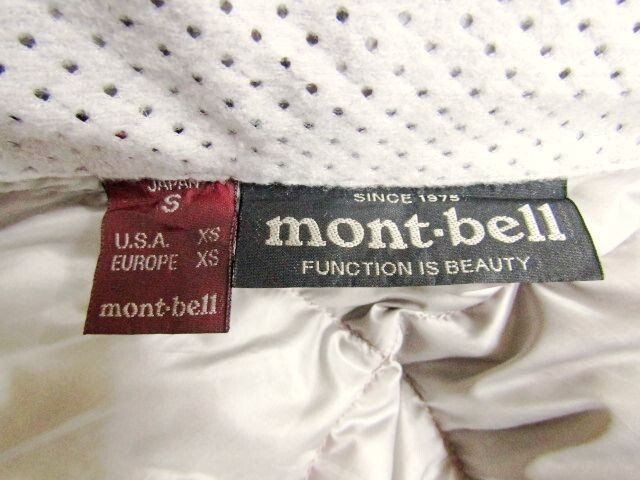 JAPAN
S
U.S.A. XS
EUROPE XS
mont-bell
SINCE 1975
mont-bell
FUNCTION IS BEAUTY